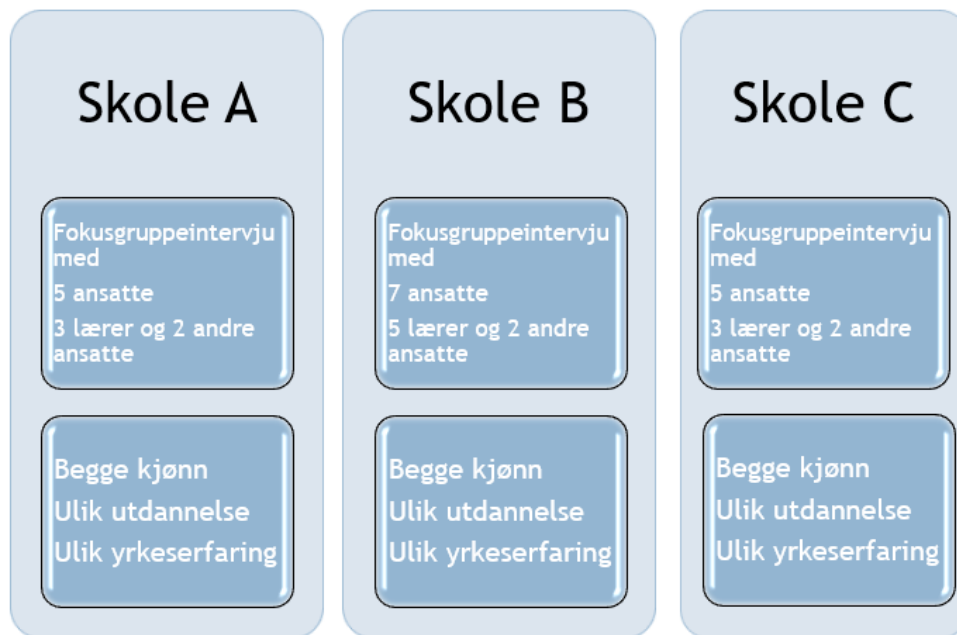 Skole A
Fokusgruppeintervju
med
5 ansatte
3 lærer og 2 andre
ansatte
Begge kjønn
Ulik utdannelse
Ulik yrkeserfaring
Skole B
Fokusgruppeintervju
med
7 ansatte
5 lærer og 2 andre
ansatte
Begge kjønn
Ulik utdannelse
Ulik yrkeserfaring
Skole C
Fokusgruppeintervju
med
5 ansatte
3 lærer og 2 andre
ansatte
Begge kjønn
Ulik utdannelse
Ulik yrkeserfaring